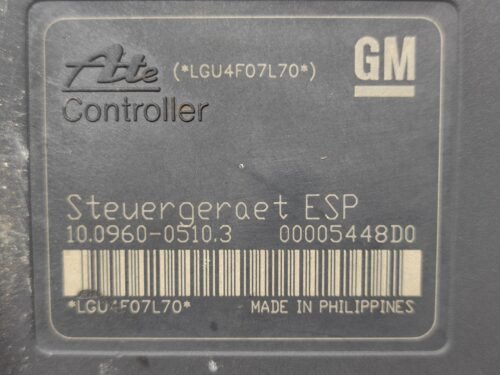 Ate (*LGU4F07L70*) GM
Controller
Steuergeraet ESP
10.0960-0510.3 00005448D0
*LGU4F07L70* MADE IN PHILIPPINES